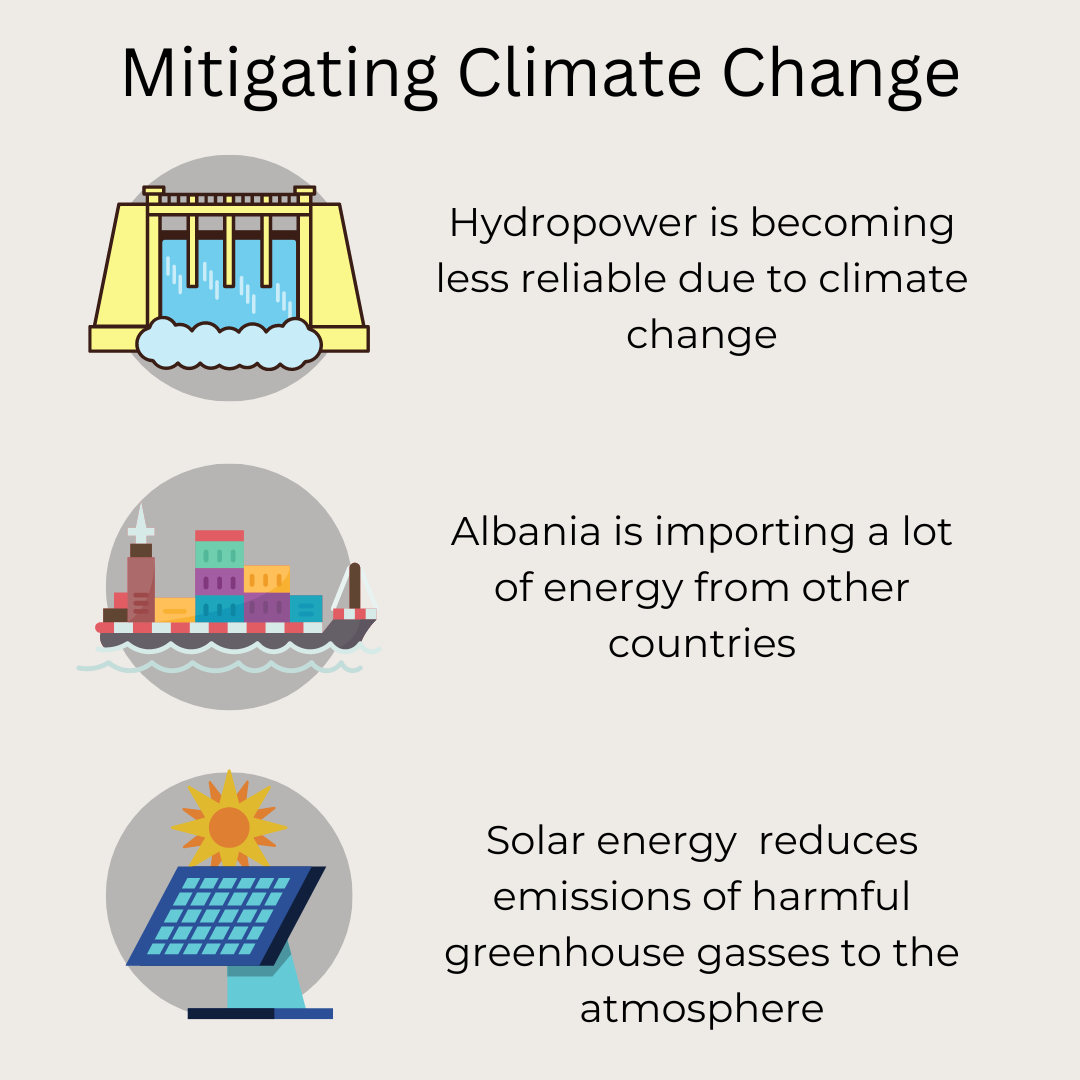 Mitigating Climate Change
Hydropower is becoming
less reliable due to climate
change
Albania is importing a lot
of energy from other
countries
Solar energy  reduces
emissions of harmful
greenhouse gasses to the
atmosphere